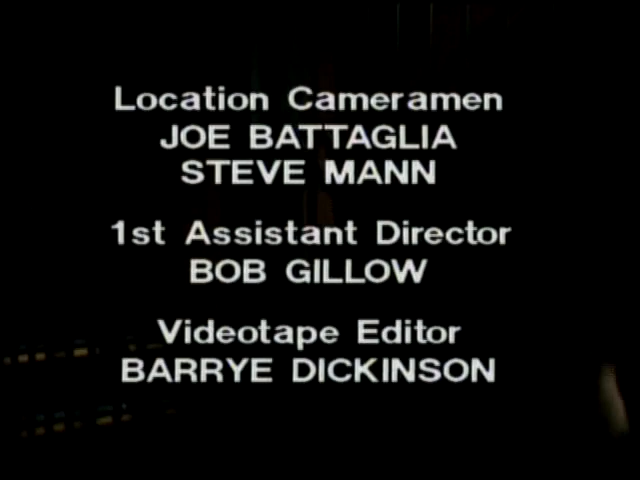 Location Cameramen
JOE BATTAGLIA
STEVE MANN
1st Assistant Director
BOB GILLOW
Videotape Editor
BARRYE DICKINSON